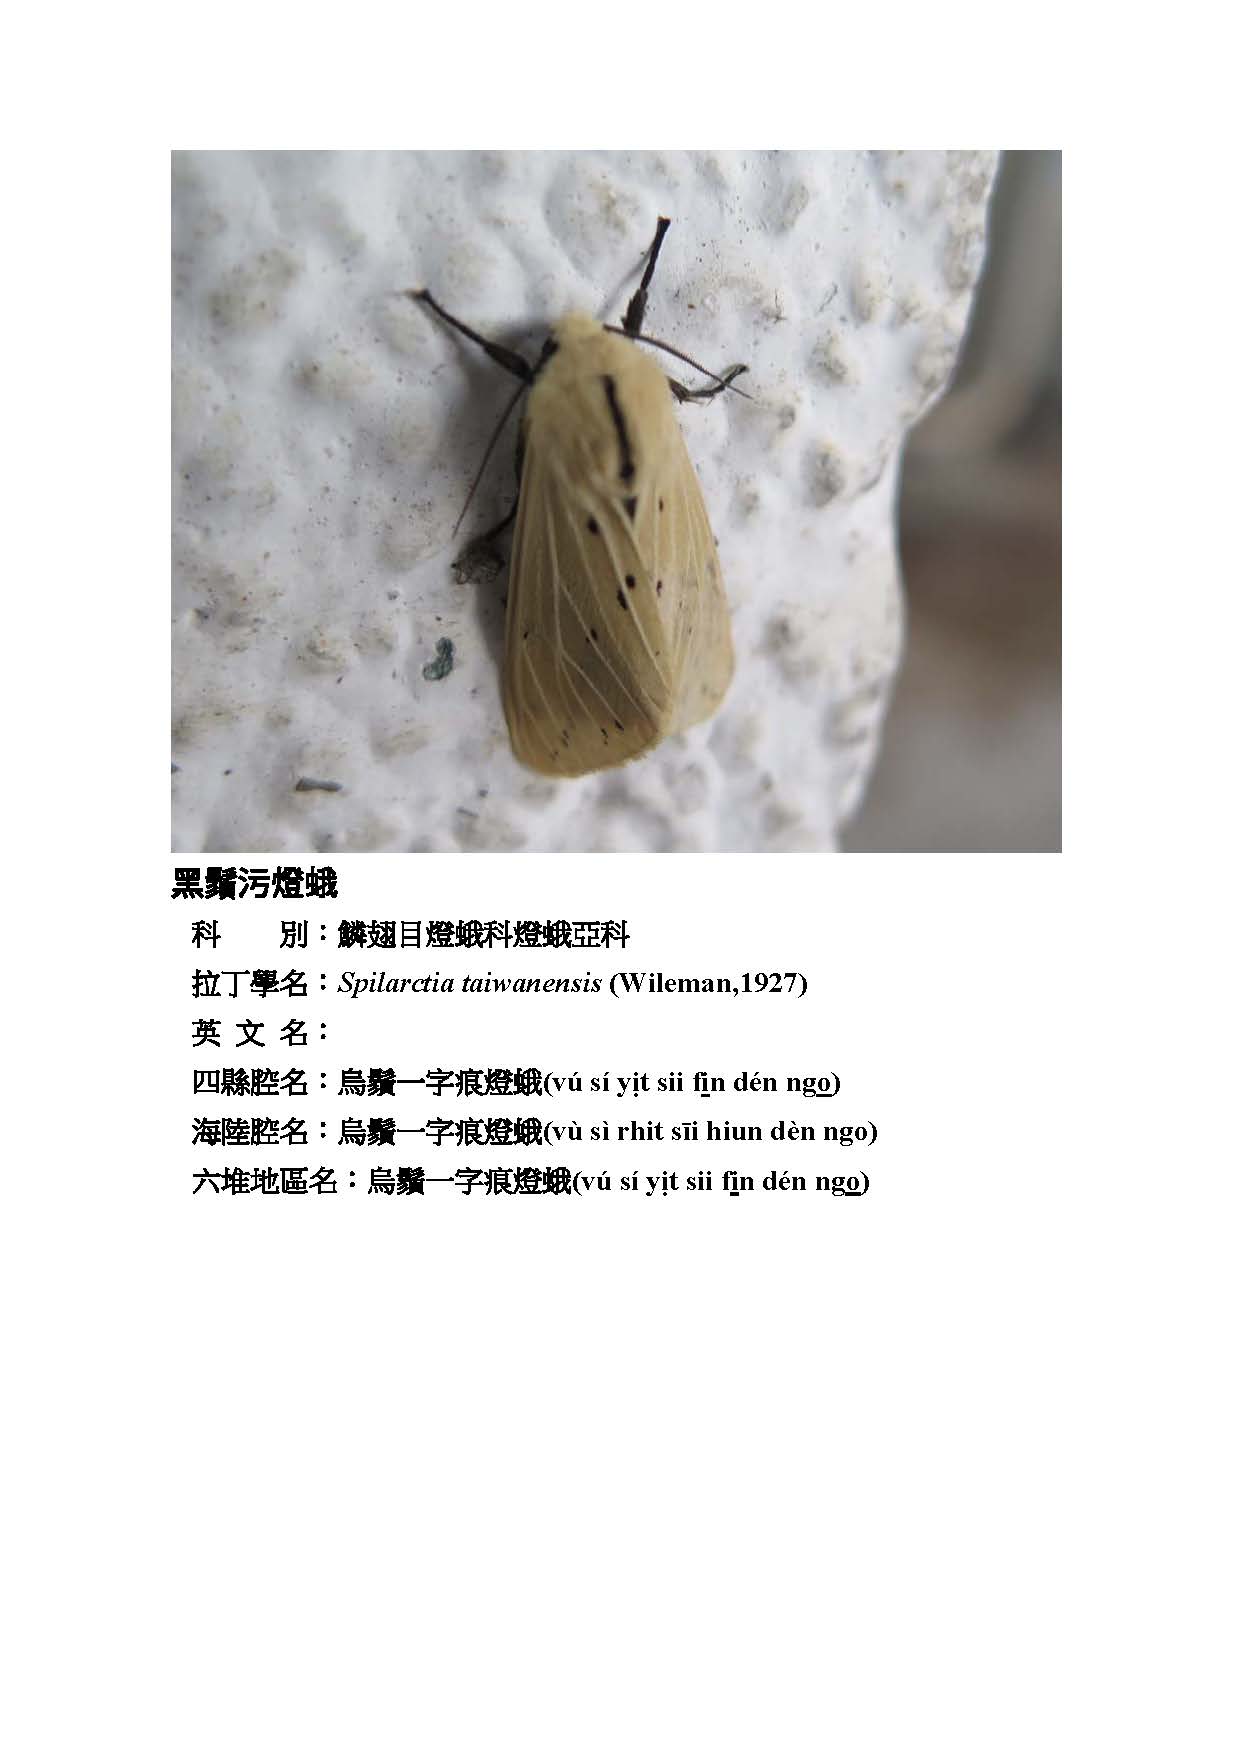 黑鬚污燈蛾
科　　別：鱗翅目燈蛾科燈蛾亞科
拉丁學名：Spilarctia taiwanensis (Wileman,1927)
英 文 名：
四縣腔名：烏鬚一字痕燈蛾(vú sí yi̍t sii fi̲n dén ngo̲)
海陸腔名：烏鬚一字痕燈蛾(vù sì rhit sīi hiun dèn ngo)
六堆地區名：烏鬚一字痕燈蛾(vú sí yi̍t sii fi̲n dén ngo̲)